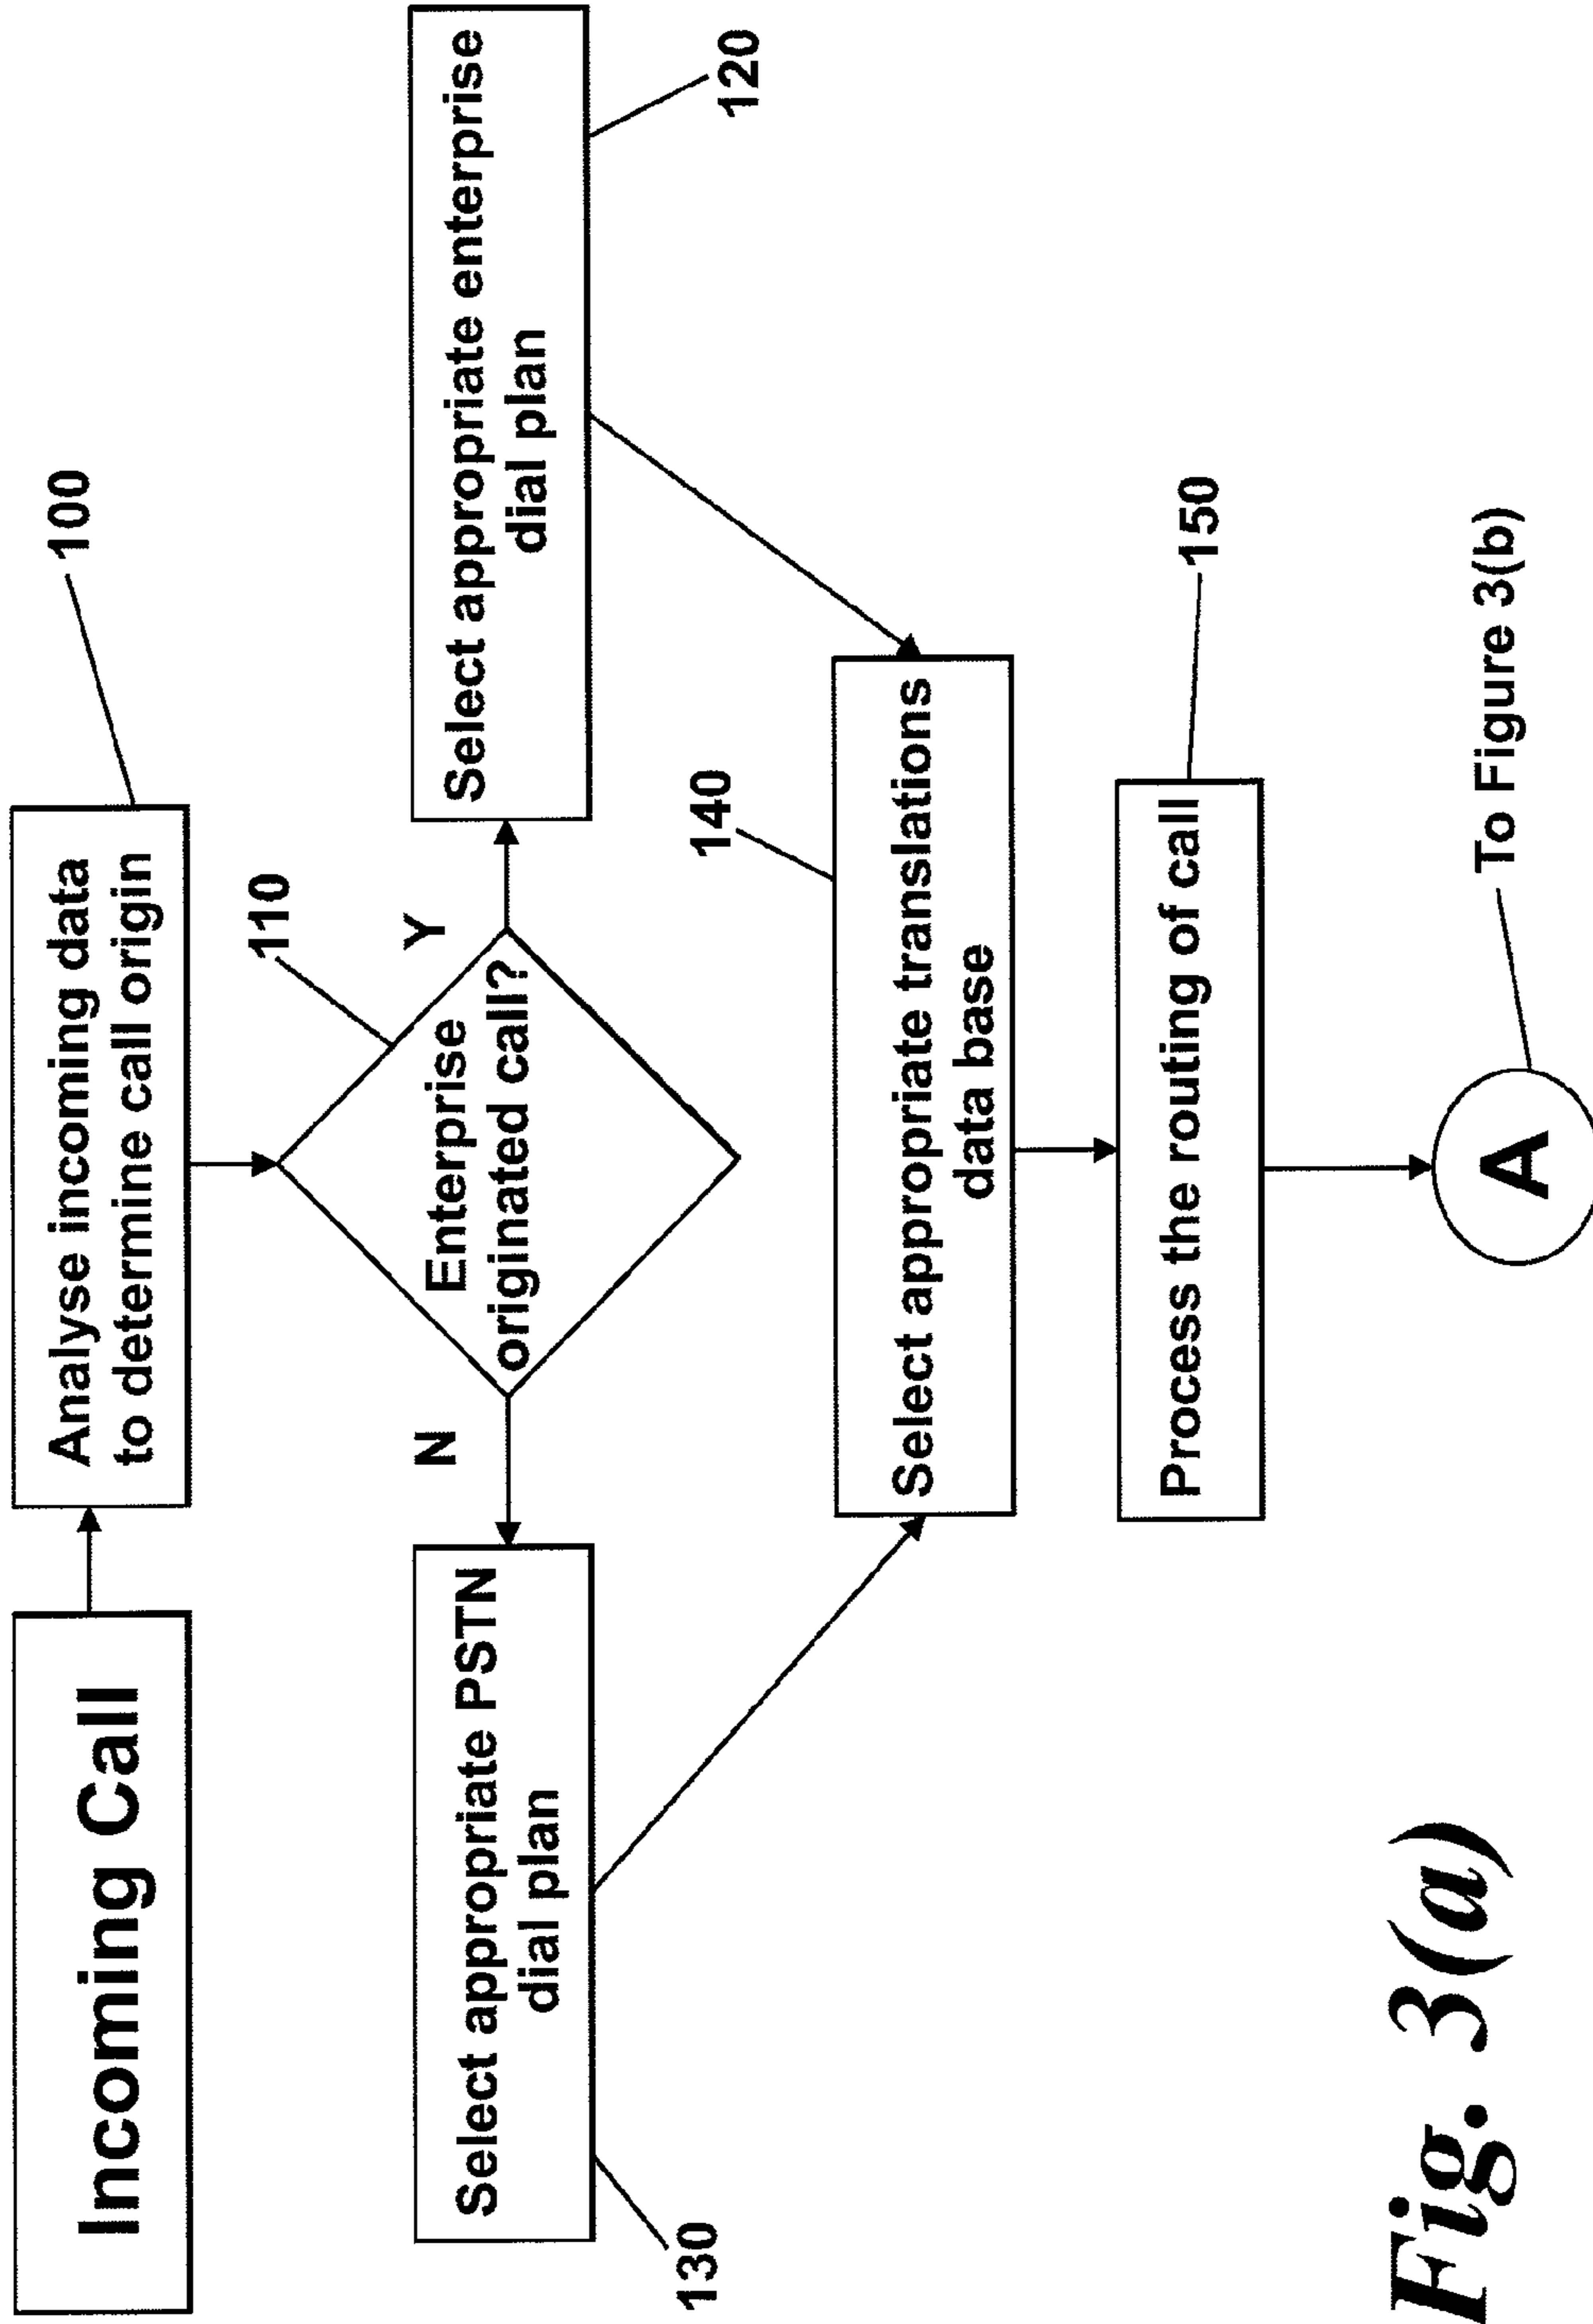 Incoming Call
Analyse incoming data
to determine call origin
100
110
Enterprise
originated call?
N
Y
Select appropriate PSTN
dial plan
130
Select appropriate enterprise
dial plan
120
140
Select appropriate translations
data base
Process the routing of call
150
A
To Figure 3(b)
Fig. 3(a)